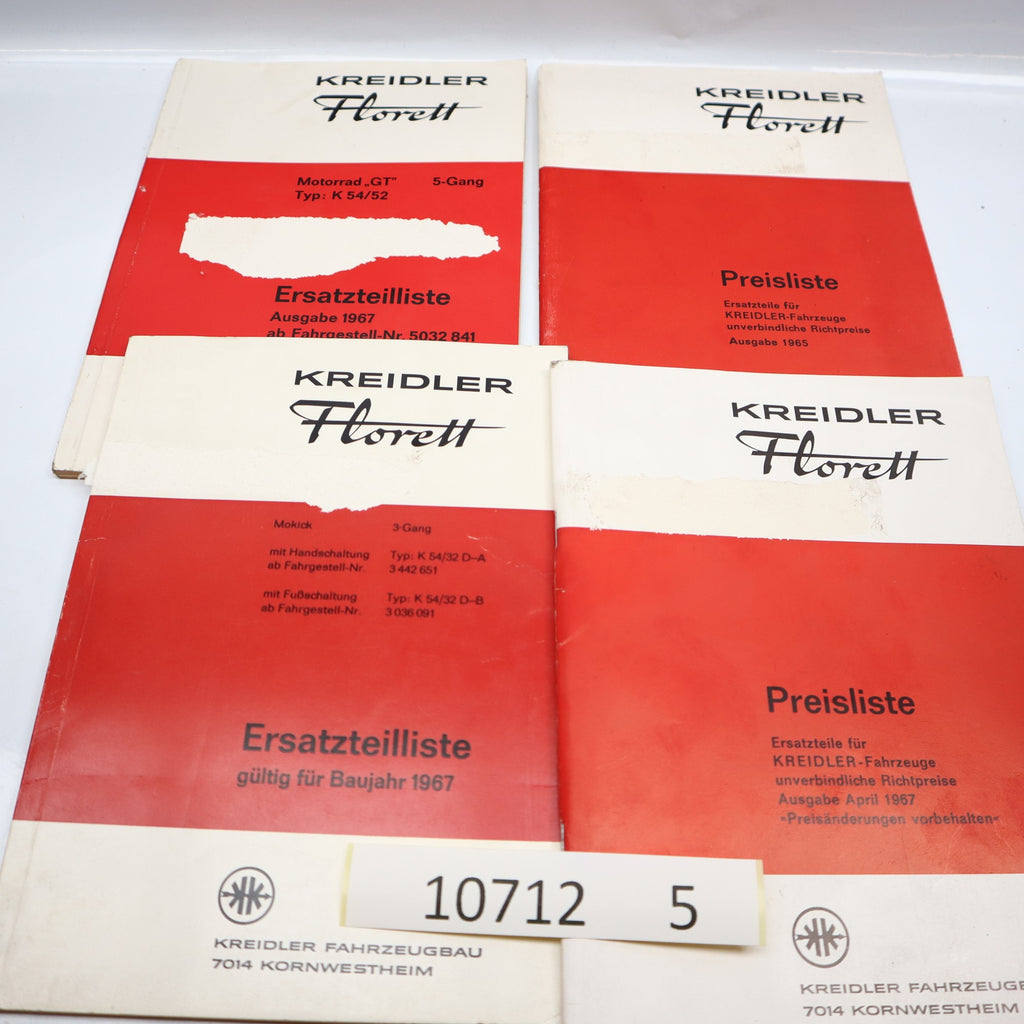 KREIDLER
Florett
Motorrad „GT" 5-Gang
Typ: K 54/52
Ersatzteilliste
Ausgabe 1967
ab Fahrgestell-Nr. 5032 841
KREIDLER
Florett
Preisliste
Ersatzteile für
KREIDLER-Fahrzeuge
unverbindliche Richtpreise
Ausgabe 1965
KREIDLER
Florett
Mokick 3-Gang
mit Handschaltung Typ: K 54/32 D–A
ab Fahrgestell-Nr. 3 442 651
mit Fußschaltung Typ: K 54/32 D–B
ab Fahrgestell-Nr. 3 036 091
Ersatzteilliste
gültig für Baujahr 1967
KREIDLER FAHRZEUGBAU
7014 KORNWESTHEIM
KREIDLER
Florett
Preisliste
Ersatzteile für
KREIDLER-Fahrzeuge
unverbindliche Richtpreise
Ausgabe April 1967
»Preisänderungen vorbehalten«
KREIDLER FAHRZEUGE
7014 KORNWESTHEIM
10712 5